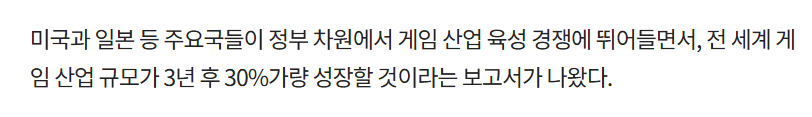 미국과 일본 등 주요국들이 정부 차원에서 게임 산업 육성 경쟁에 뛰어들면서, 전 세계 게
임 산업 규모가 3년 후 30%가량 성장할 것이라는 보고서가 나왔다.